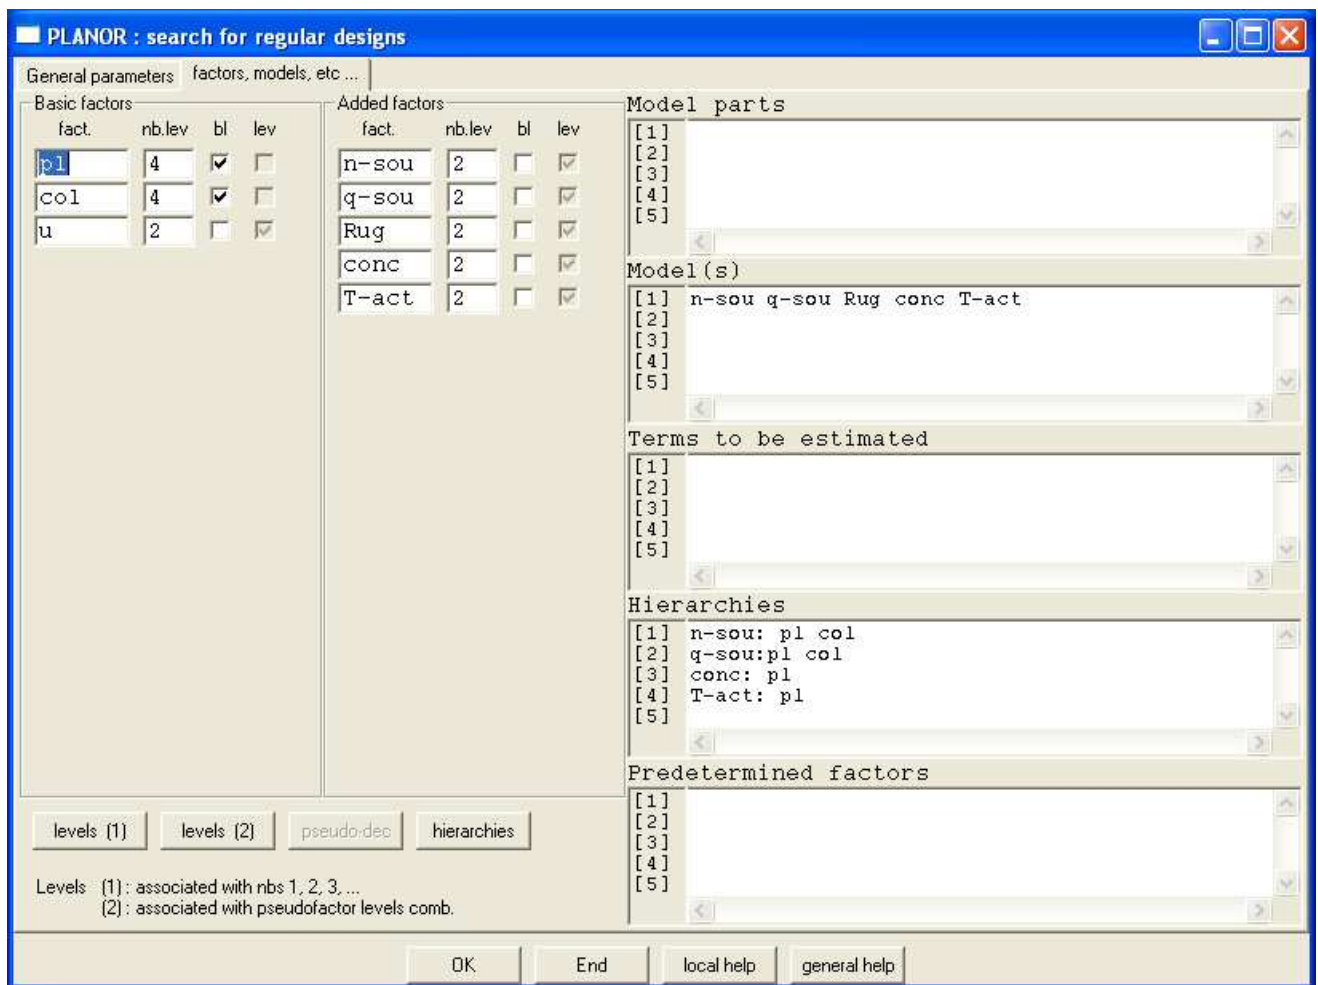 PLANOR : search for regular designs
General parameters factors, models, etc ...
Basic factors
fact. nb.lev bl lev
pl 4
col 4
u 2
Added factors
fact. nb.lev bl lev
n-sou 2
q-sou 2
Rug 2
conc 2
T-act 2
Model parts
[1]
[2]
[3]
[4]
[5]
Model(s)
[1] n-sou q-sou Rug conc T-act
[2]
[3]
[4]
[5]
Terms to be estimated
[1]
[2]
[3]
[4]
[5]
Hierarchies
[1] n-sou: pl col
[2] q-sou:pl col
[3] conc: pl
[4] T-act: pl
[5]
Predetermined factors
[1]
[2]
[3]
[4]
[5]
levels (1) levels (2) pseudo-dec hierarchies
Levels (1) : associated with nbs 1, 2, 3, ...
(2) : associated with pseudofactor levels comb.
OK End local help general help